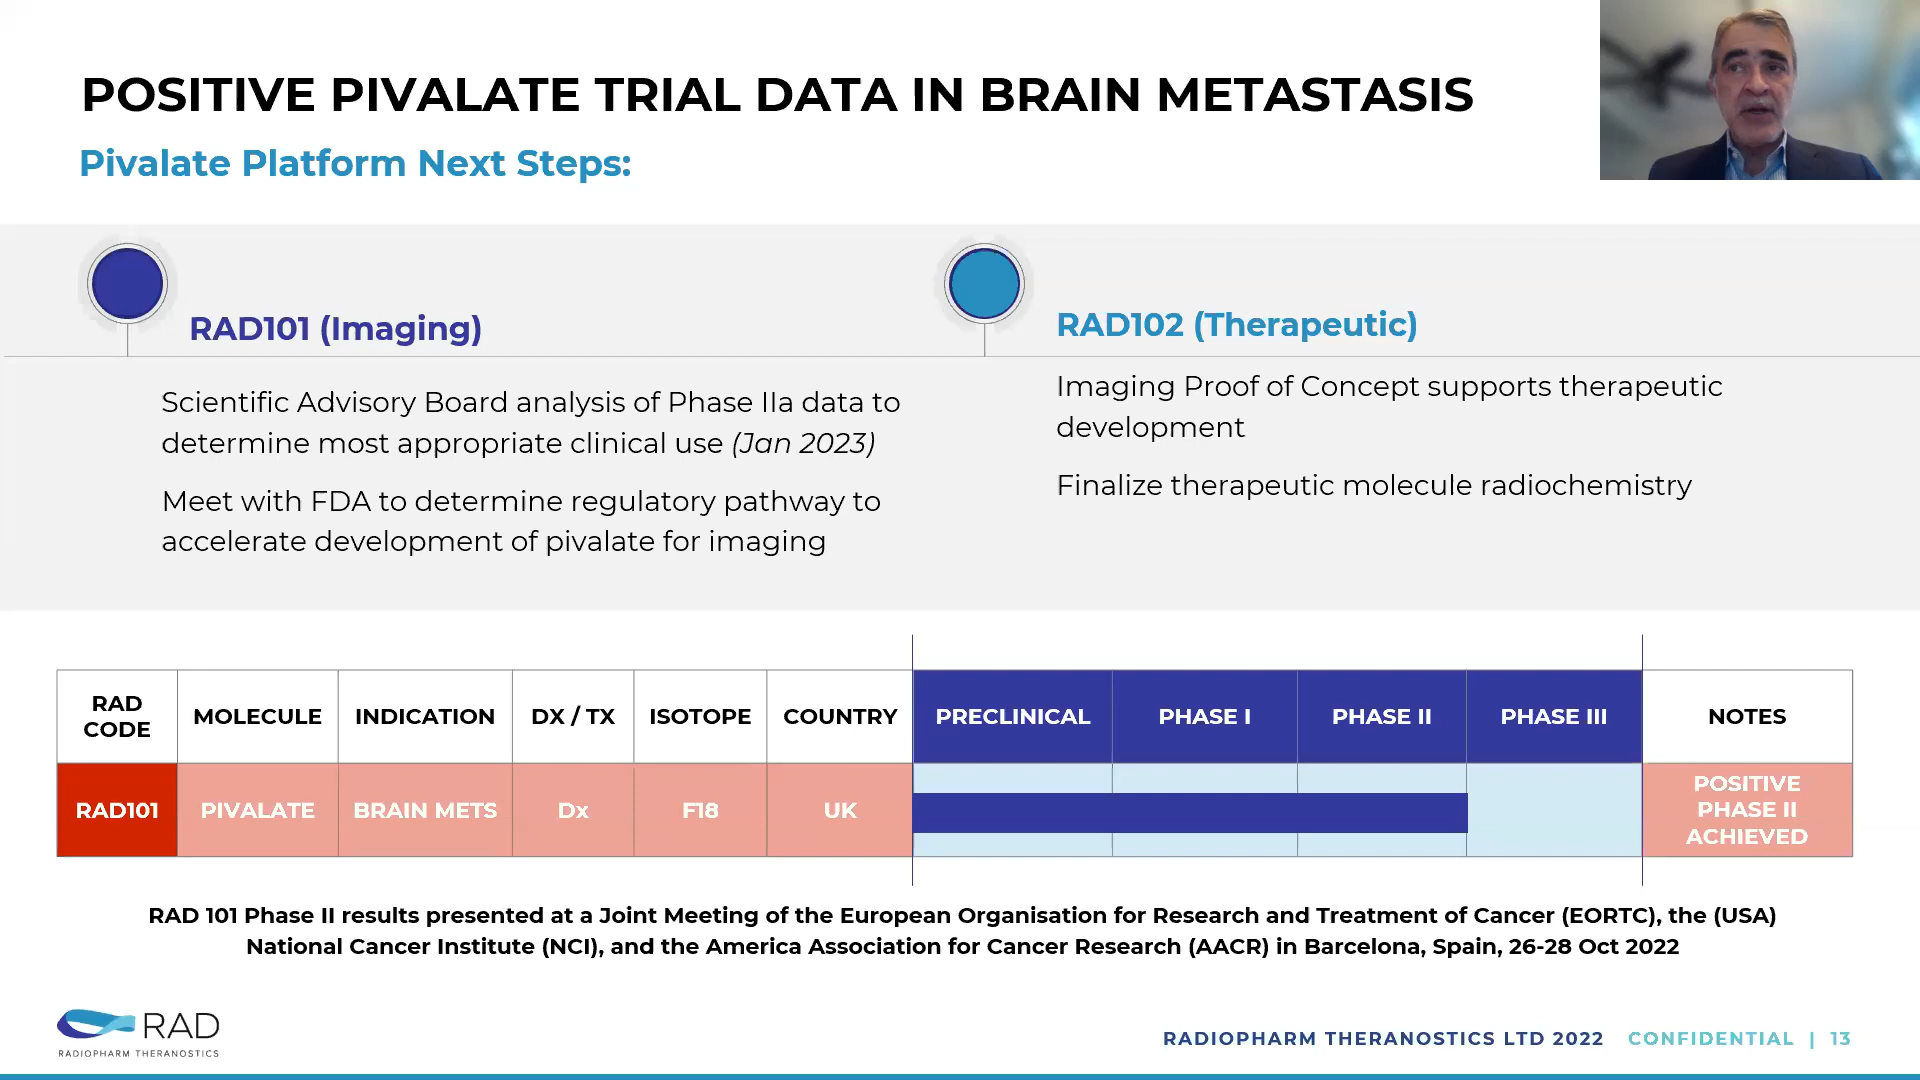 POSITIVE PIVALATE TRIAL DATA IN BRAIN METASTASIS
Pivalate Platform Next Steps:
RAD101 (Imaging)
Scientific Advisory Board analysis of Phase IIa data to
determine most appropriate clinical use (Jan 2023)
Meet with FDA to determine regulatory pathway to
accelerate development of pivalate for imaging
RAD102 (Therapeutic)
Imaging Proof of Concept supports therapeutic
development
Finalize therapeutic molecule radiochemistry
RAD
CODE
MOLECULE
INDICATION
DX / TX
ISOTOPE
COUNTRY
PRECLINICAL
PHASE I
PHASE II
PHASE III
NOTES
RAD101
PIVALATE
BRAIN METS
Dx
F18
UK
POSITIVE
PHASE II
ACHIEVED
RAD 101 Phase II results presented at a Joint Meeting of the European Organisation for Research and Treatment of Cancer (EORTC), the (USA)
National Cancer Institute (NCI), and the America Association for Cancer Research (AACR) in Barcelona, Spain, 26-28 Oct 2022
RAD
RADIOPHARM THERANOSTICS
RADIOPHARM THERANOSTICS LTD 2022 CONFIDENTIAL | 13